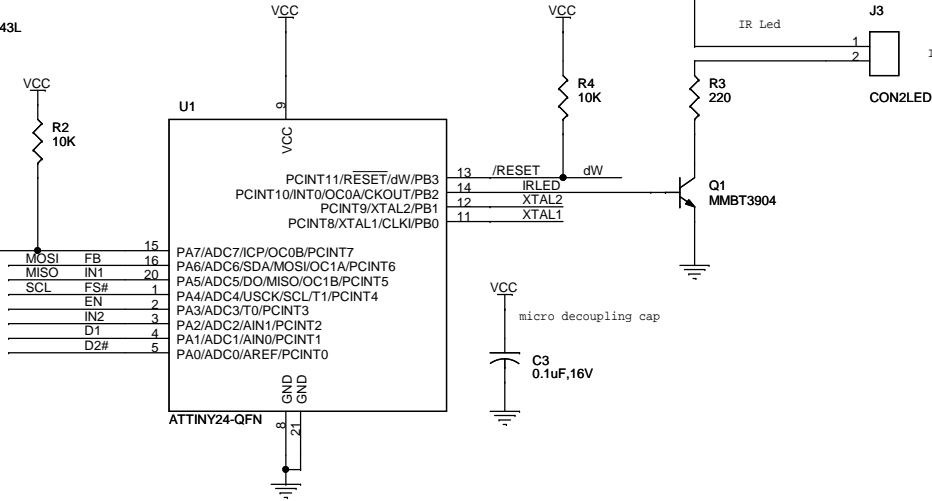 43L
VCC
R2
10K
VCC
9
VCC
U1
PCINT11/RESET/dW/PB3
PCINT10/INT0/OC0A/CKOUT/PB2
PCINT9/XTAL2/PB1
PCINT8/XTAL1/CLKI/PB0
13 /RESET dW
14 IRLED
12 XTAL2
11 XTAL1
VCC
R4
10K
IR Led
J3
1
2
CON2LED
R3
220
Q1
MMBT3904
15 PA7/ADC7/ICP/OC0B/PCINT7
MOSI FB 16 PA6/ADC6/SDA/MOSI/OC1A/PCINT6
MISO IN1 20 PA5/ADC5/DO/MISO/OC1B/PCINT5
SCL FS# 1 PA4/ADC4/USCK/SCL/T1/PCINT4
EN 2 PA3/ADC3/T0/PCINT3
IN2 3 PA2/ADC2/AIN1/PCINT2
D1 4 PA1/ADC1/AIN0/PCINT1
D2# 5 PA0/ADC0/AREF/PCINT0
GND
GND
ATTINY24-QFN
8
21
VCC
micro decoupling cap
C3
0.1uF,16V